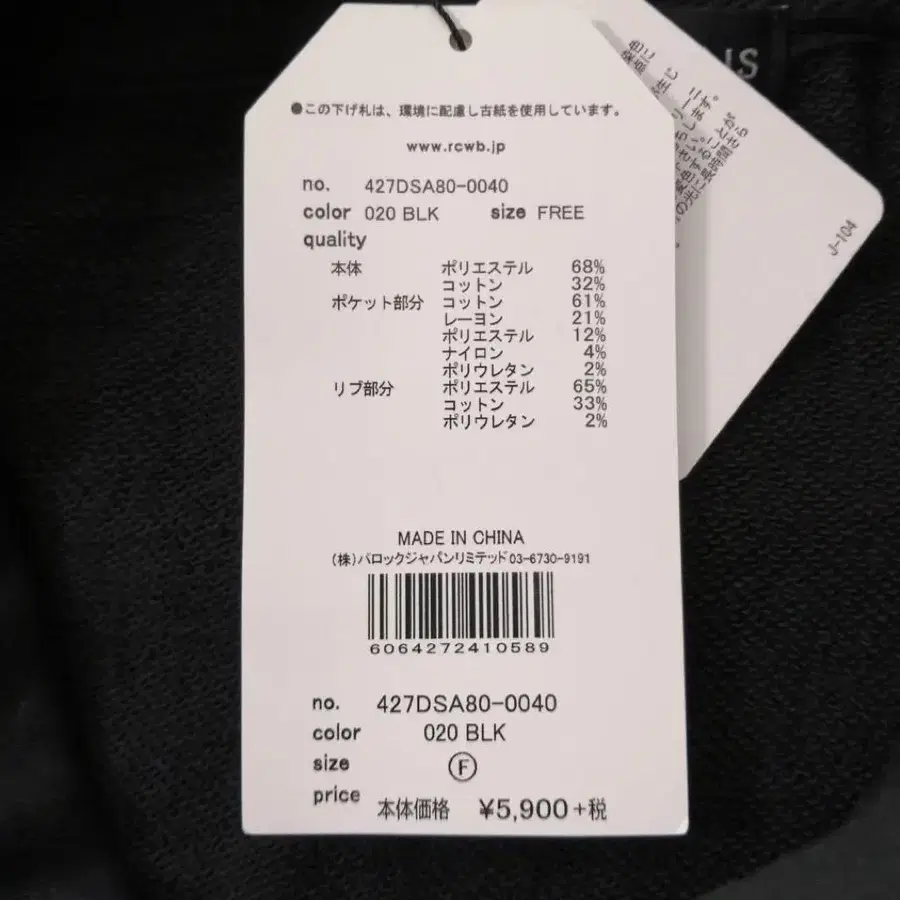 ●この下げ札は、環境に配慮し古紙を使用しています。
www.rcwb.jp
no. 427DSA80-0040
color 020 BLK size FREE
quality
本体 ポリエステル 68%
コットン 32%
ポケット部分 コットン 61%
レーヨン 21%
ポリエステル 12%
ナイロン 4%
ポリウレタン 2%
リブ部分 ポリエステル 65%
コットン 33%
ポリウレタン 2%
MADE IN CHINA
(株)バロックジャパンリミテッド03-6730-9191
6064272410589
no. 427DSA80-0040
color 020 BLK
size Ⓕ
price 本体価格 ¥5,900+税
J-104